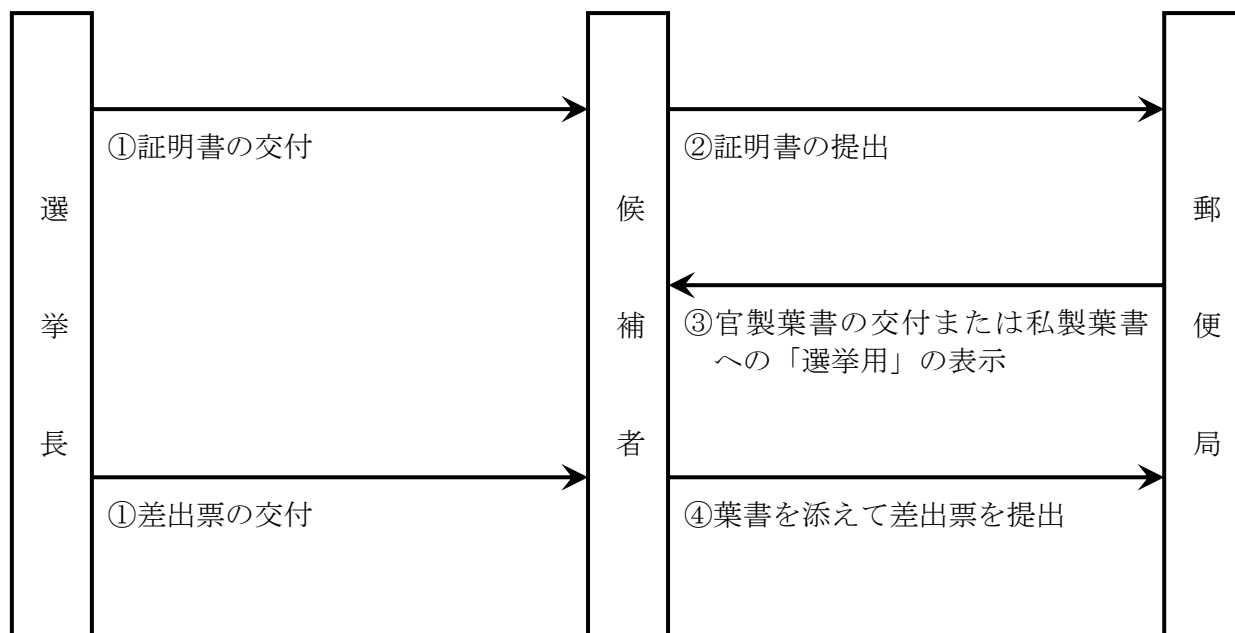 選挙長
候補者
郵便局
①証明書の交付
②証明書の提出
③官製葉書の交付または私製葉書
への「選挙用」の表示
①差出票の交付
④葉書を添えて差出票を提出